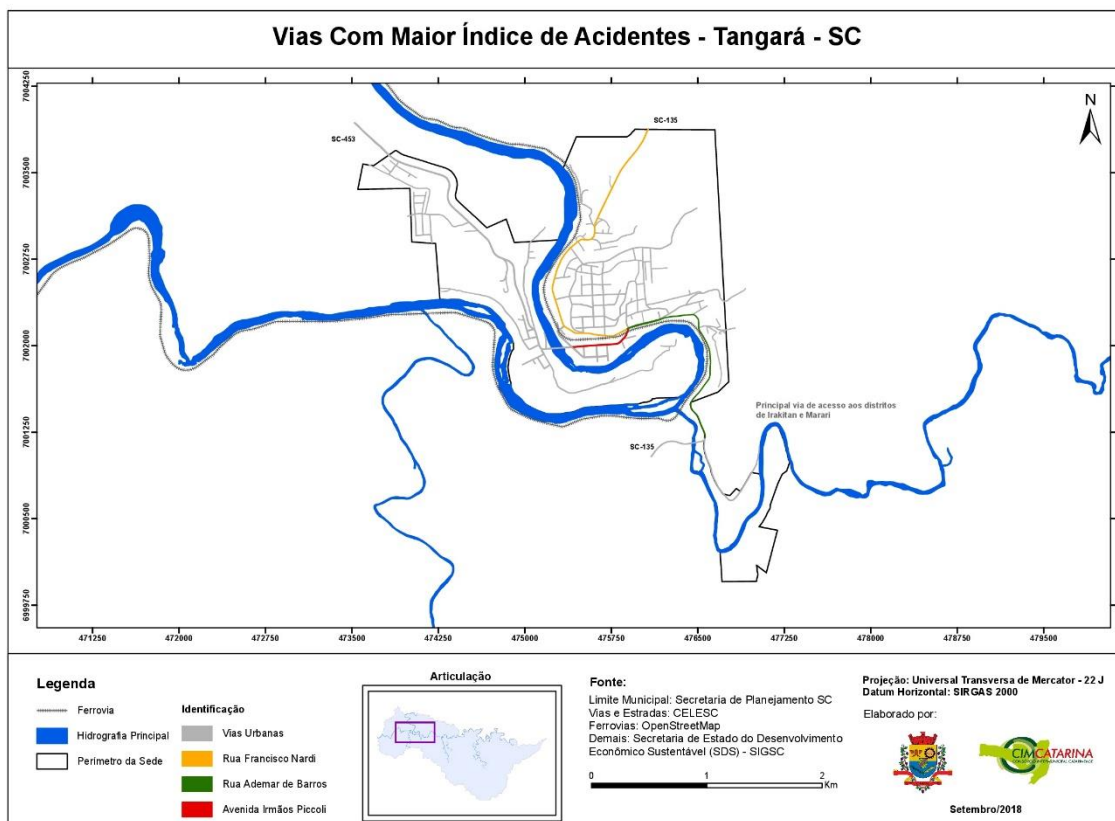 Vias Com Maior Índice de Acidentes - Tangará - SC
7004250
7003500
7002750
7002000
7001250
7000500
6999750
SC-453
SC-135
N
Principal via de acesso aos distritos
de Irakitan e Marari
SC-135
471250
472000
472750
473500
474250
475000
475750
476500
477250
478000
478750
479500
Legenda
Ferrovia
Hidrografia Principal
Perímetro da Sede
Identificação
Vias Urbanas
Rua Francisco Nardi
Rua Ademar de Barros
Avenida Irmãos Piccoli
Articulação
Fonte:
Limite Municipal: Secretaria de Planejamento SC
Vias e Estradas: CELESC
Ferrovias: OpenStreetMap
Demais: Secretaria de Estado do Desenvolvimento
Econômico Sustentável (SDS) - SIGSC
0 1 2
Km
Projeção: Universal Transversa de Mercator - 22 J
Datum Horizontal: SIRGAS 2000
Elaborado por:
CIMCATARINA
Setembro/2018